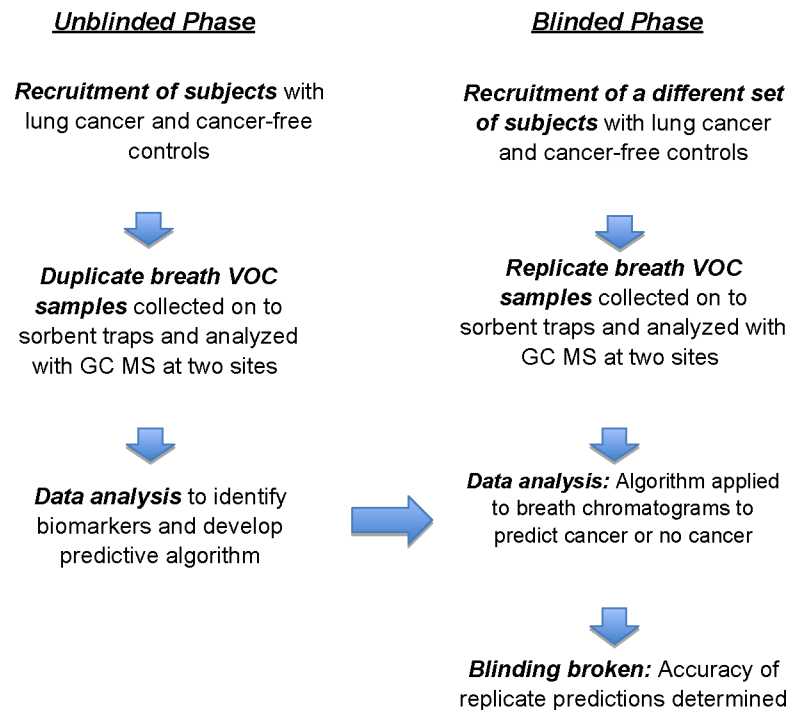 Unblinded Phase
Recruitment of subjects with
lung cancer and cancer-free
controls
Duplicate breath VOC
samples collected on to
sorbent traps and analyzed
with GC MS at two sites
Data analysis to identify
biomarkers and develop
predictive algorithm
Blinded Phase
Recruitment of a different set
of subjects with lung cancer
and cancer-free controls
Replicate breath VOC
samples collected on to
sorbent traps and analyzed with
GC MS at two sites
Data analysis: Algorithm applied
to breath chromatograms to
predict cancer or no cancer
Blinding broken: Accuracy of
replicate predictions determined